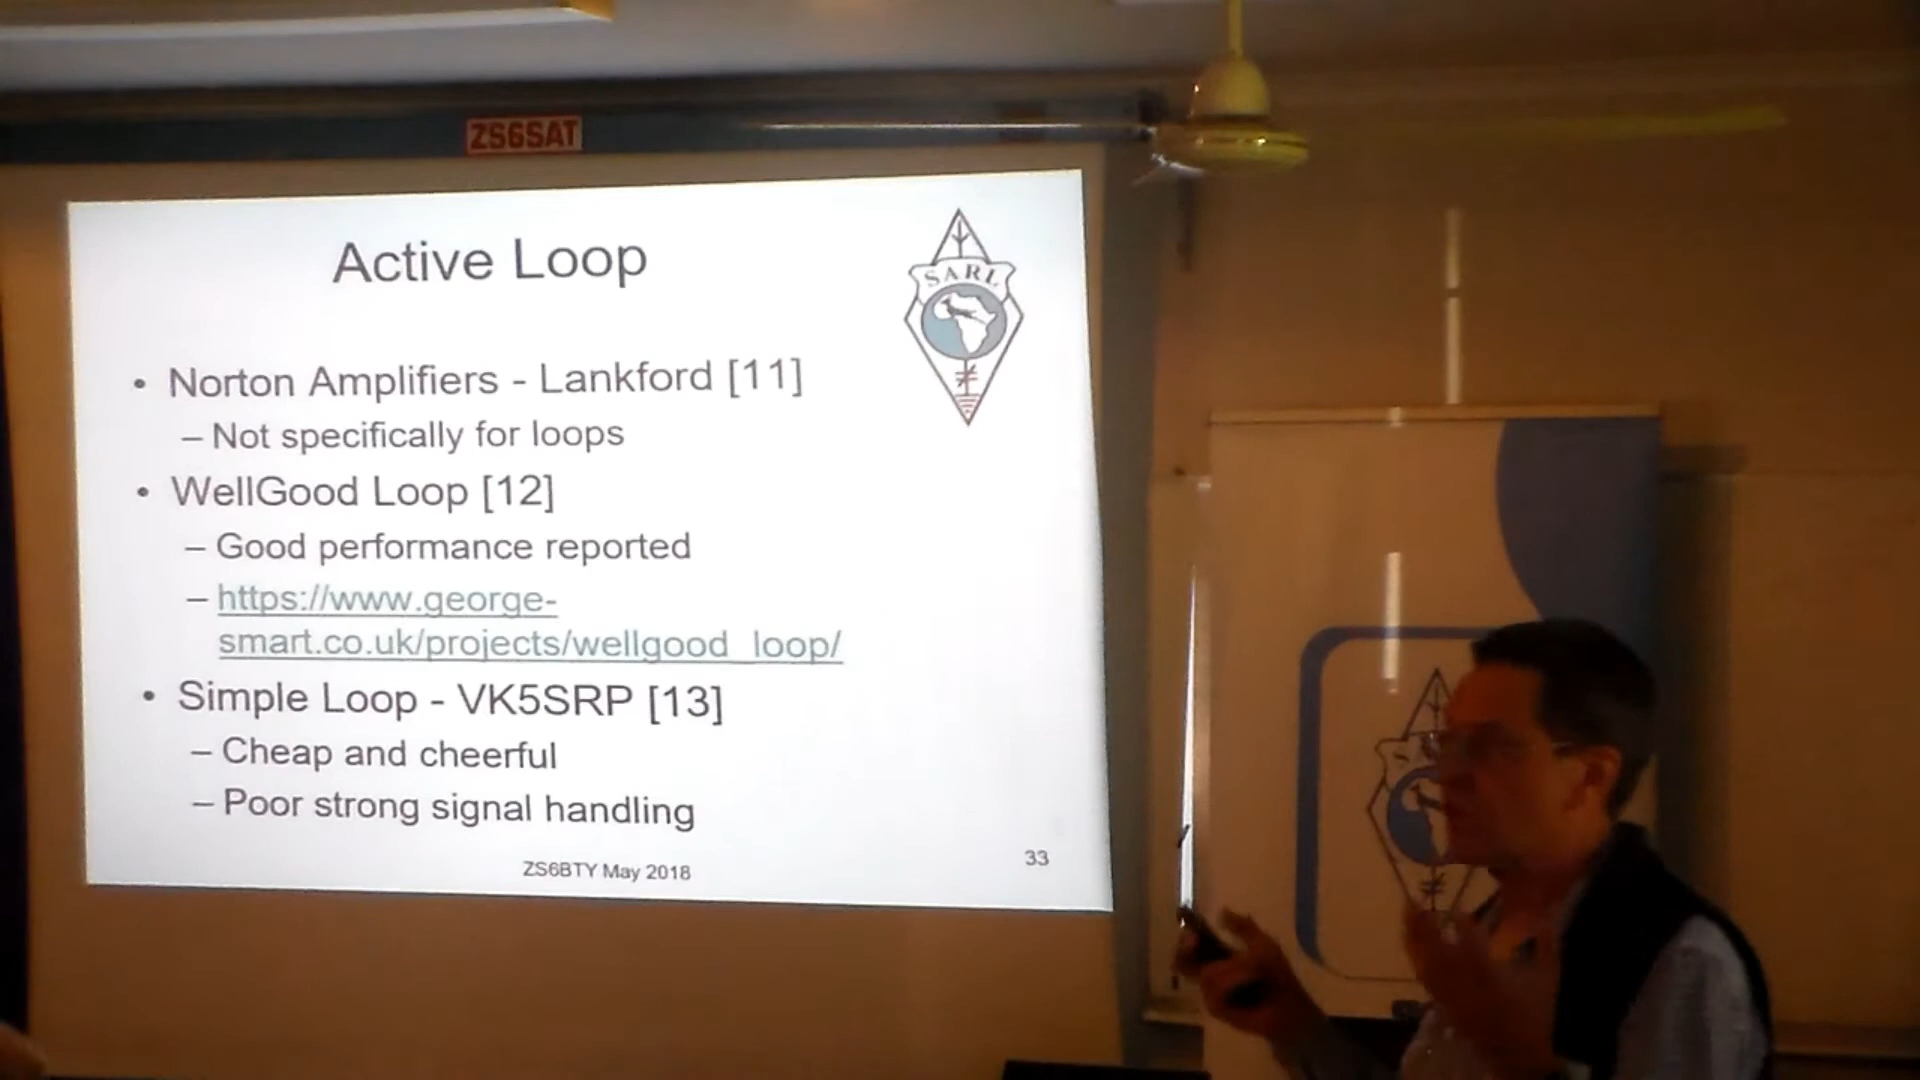 ZS6SAT
Active Loop
SARL
• Norton Amplifiers - Lankford [11]
– Not specifically for loops
• WellGood Loop [12]
– Good performance reported
– https://www.george-
smart.co.uk/projects/wellgood_loop/
• Simple Loop - VK5SRP [13]
– Cheap and cheerful
– Poor strong signal handling
ZS6BTY May 2018
33